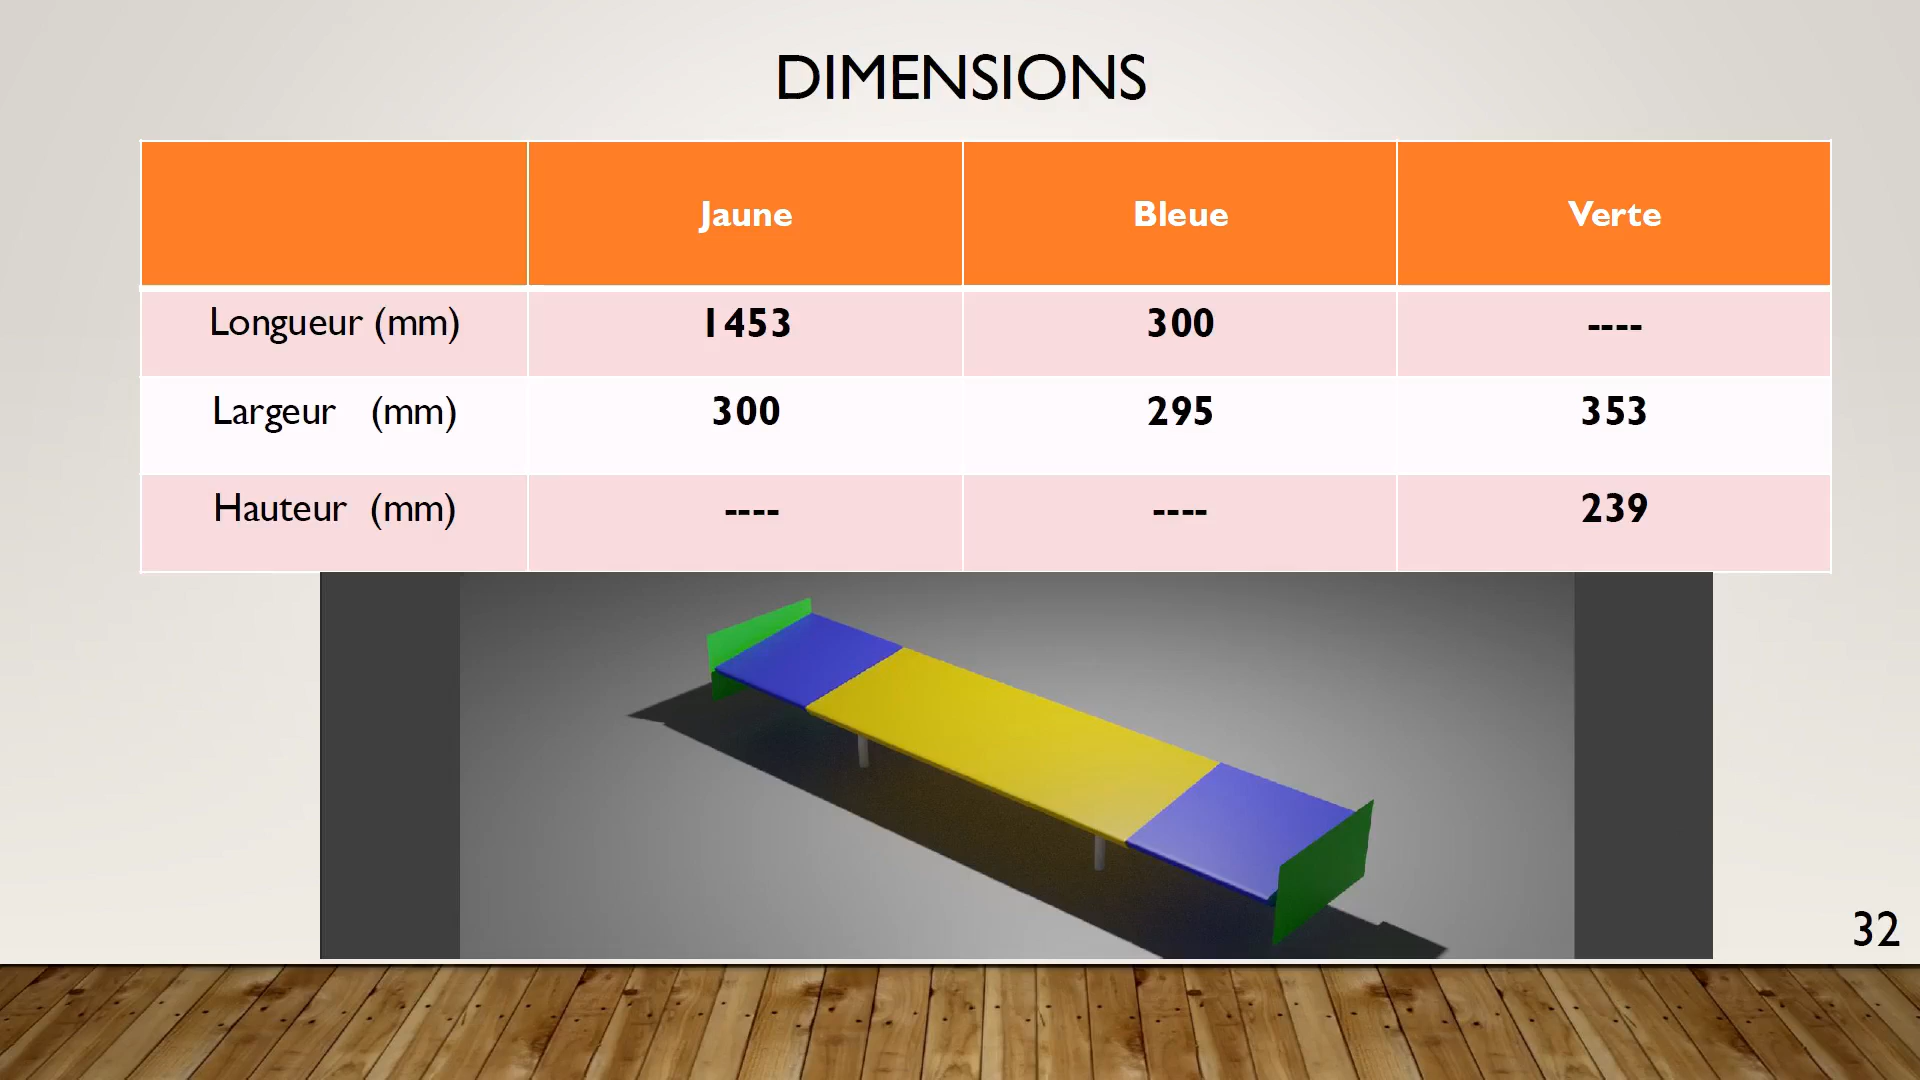 DIMENSIONS
Jaune Bleue Verte
Longueur (mm) 1453 300 ----
Largeur (mm) 300 295 353
Hauteur (mm) ---- ---- 239
32